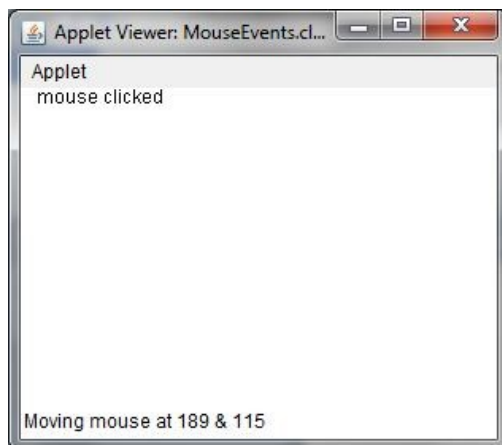 Applet Viewer: MouseEvents.cl...
Applet
mouse clicked
Moving mouse at 189 & 115